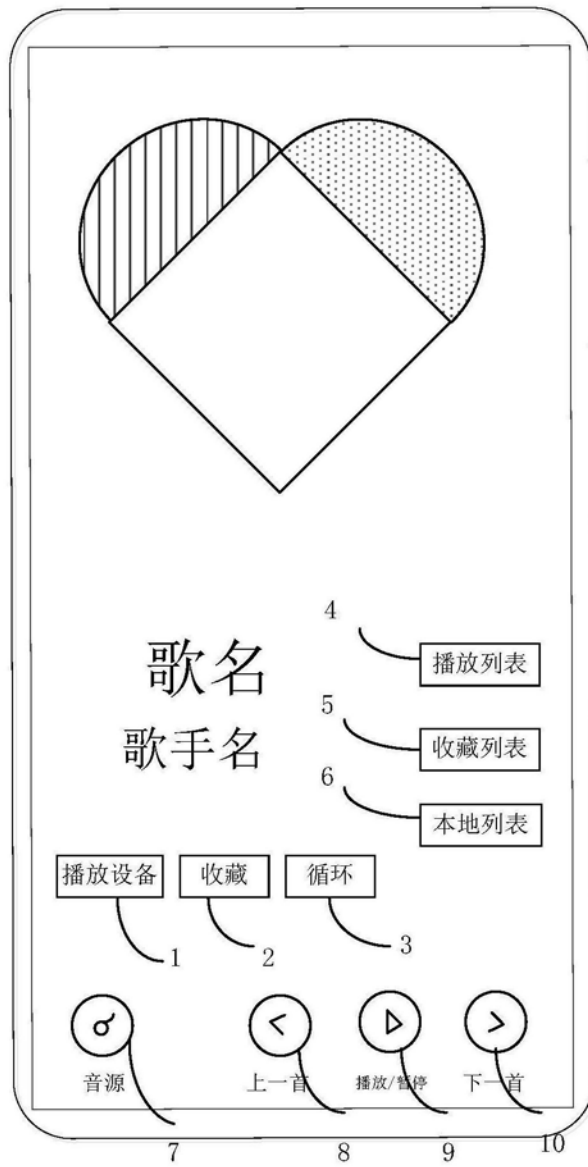 4
歌名
播放列表
歌手名
5
收藏列表
6
本地列表
播放设备 收藏 循环
1 2 3
音源 上一首 播放/暂停 下一首
7 8 9 10